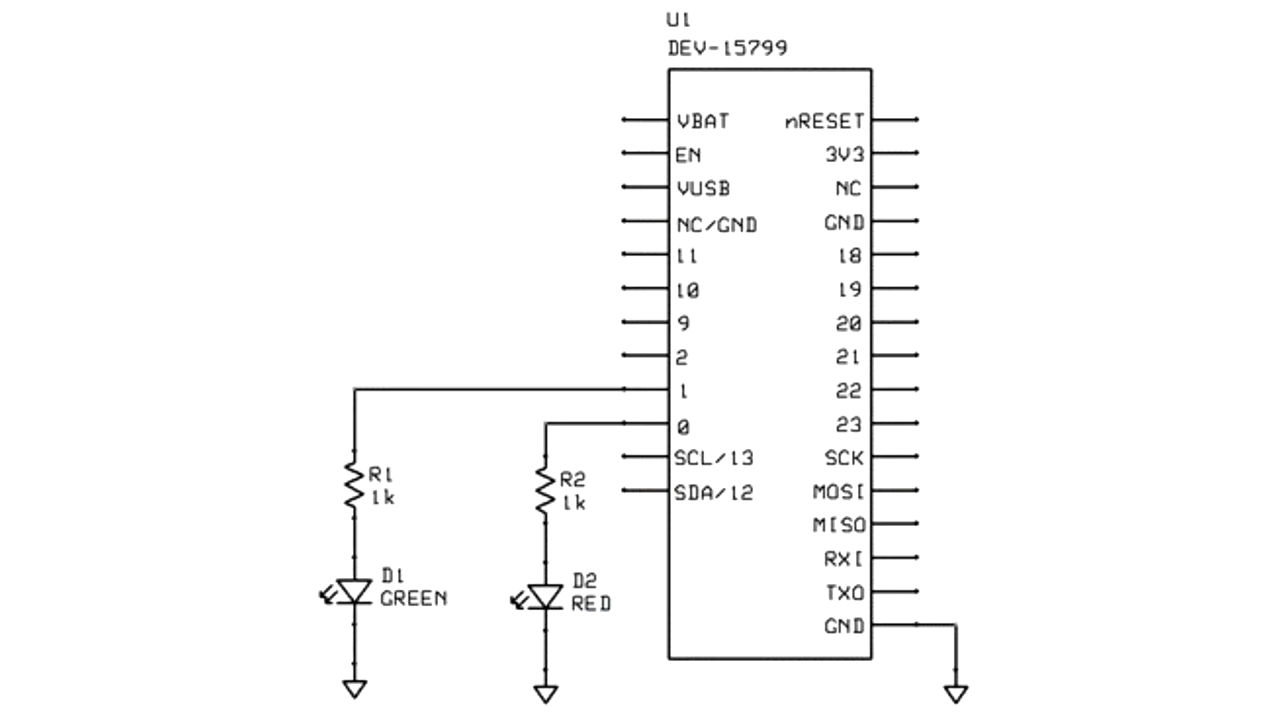 U1
DEV-15799
VBAT nRESET
EN 3V3
VUSB NC
NC/GND GND
11 18
10 19
9 20
2 21
1 22
0 23
SCL/13 SCK
SDA/12 MOSI
MISO
RXI
TXO
GND
R1
1k
R2
1k
D1
GREEN
D2
RED